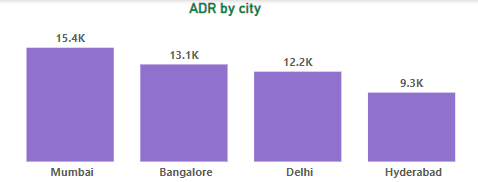 ADR by city
15.4K
13.1K
12.2K
9.3K
Mumbai
Bangalore
Delhi
Hyderabad